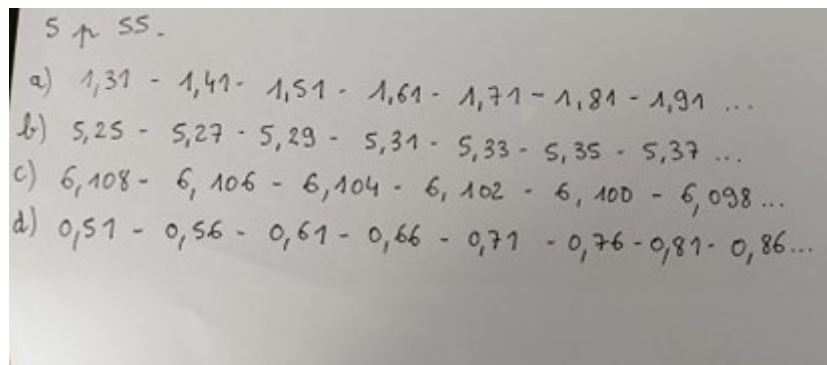 5 p 55.
a) 1,31 - 1,41 - 1,51 - 1,61 - 1,71 - 1,81 - 1,91 ...
b) 5,25 - 5,27 - 5,29 - 5,31 - 5,33 - 5,35 - 5,37 ...
c) 6,108 - 6,106 - 6,104 - 6,102 - 6,100 - 6,098 ...
d) 0,51 - 0,56 - 0,61 - 0,66 - 0,71 - 0,76 - 0,81 - 0,86 ...